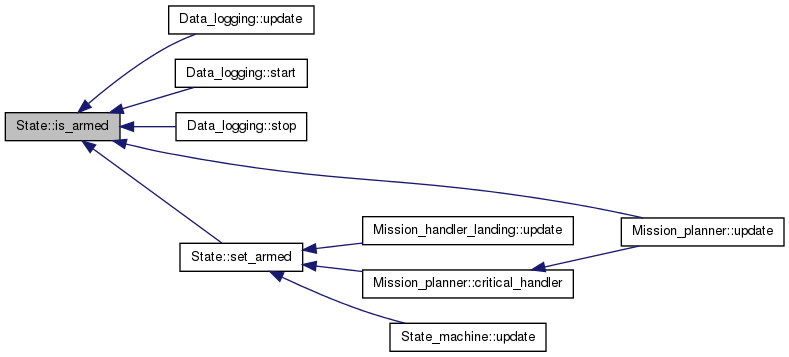 Data_logging::update
Data_logging::start
State::is_armed
Data_logging::stop
Mission_handler_landing::update
Mission_planner::update
State::set_armed
Mission_planner::critical_handler
State_machine::update